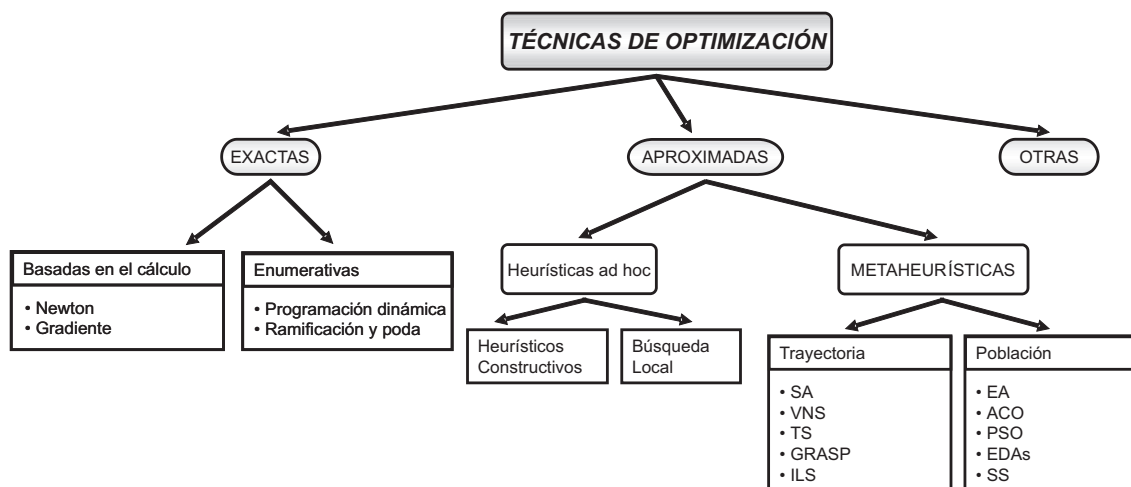 TÉCNICAS DE OPTIMIZACIÓN
EXACTAS
APROXIMADAS
OTRAS
Basadas en el cálculo
• Newton
• Gradiente
Enumerativas
• Programación dinámica
• Ramificación y poda
Heurísticas ad hoc
METAHEURÍSTICAS
Heurísticos
Constructivos
Búsqueda
Local
Trayectoria
• SA
• VNS
• TS
• GRASP
• ILS
Población
• EA
• ACO
• PSO
• EDAs
• SS